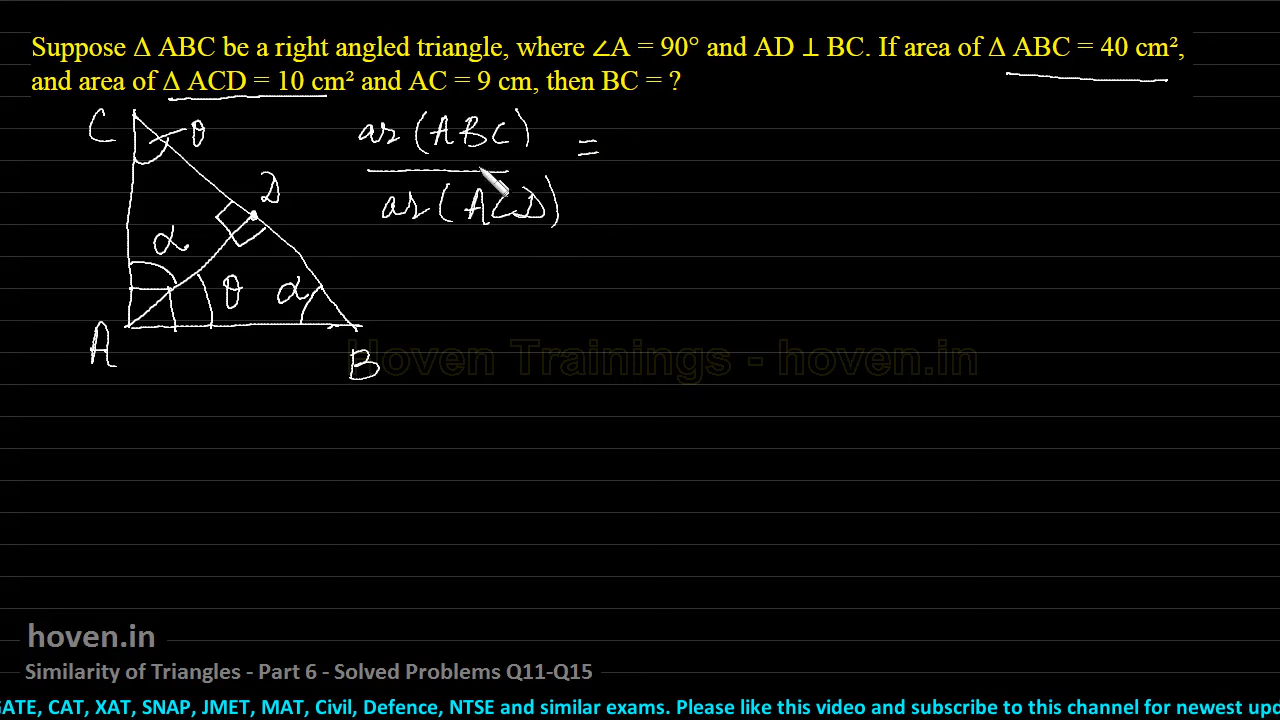 Suppose Δ ABC be a right angled triangle, where ∠A = 90° and AD ⊥ BC. If area of Δ ABC = 40 cm²,
and area of Δ ACD = 10 cm² and AC = 9 cm, then BC = ?
C θ
ar (ABC) =
D
ar (ACD)
α
θ α
A
B
Hoven Trainings - hoven.in
hoven.in
Similarity of Triangles - Part 6 - Solved Problems Q11-Q15
GATE, CAT, XAT, SNAP, JMET, MAT, Civil, Defence, NTSE and similar exams. Please like this video and subscribe to this channel for newest upd